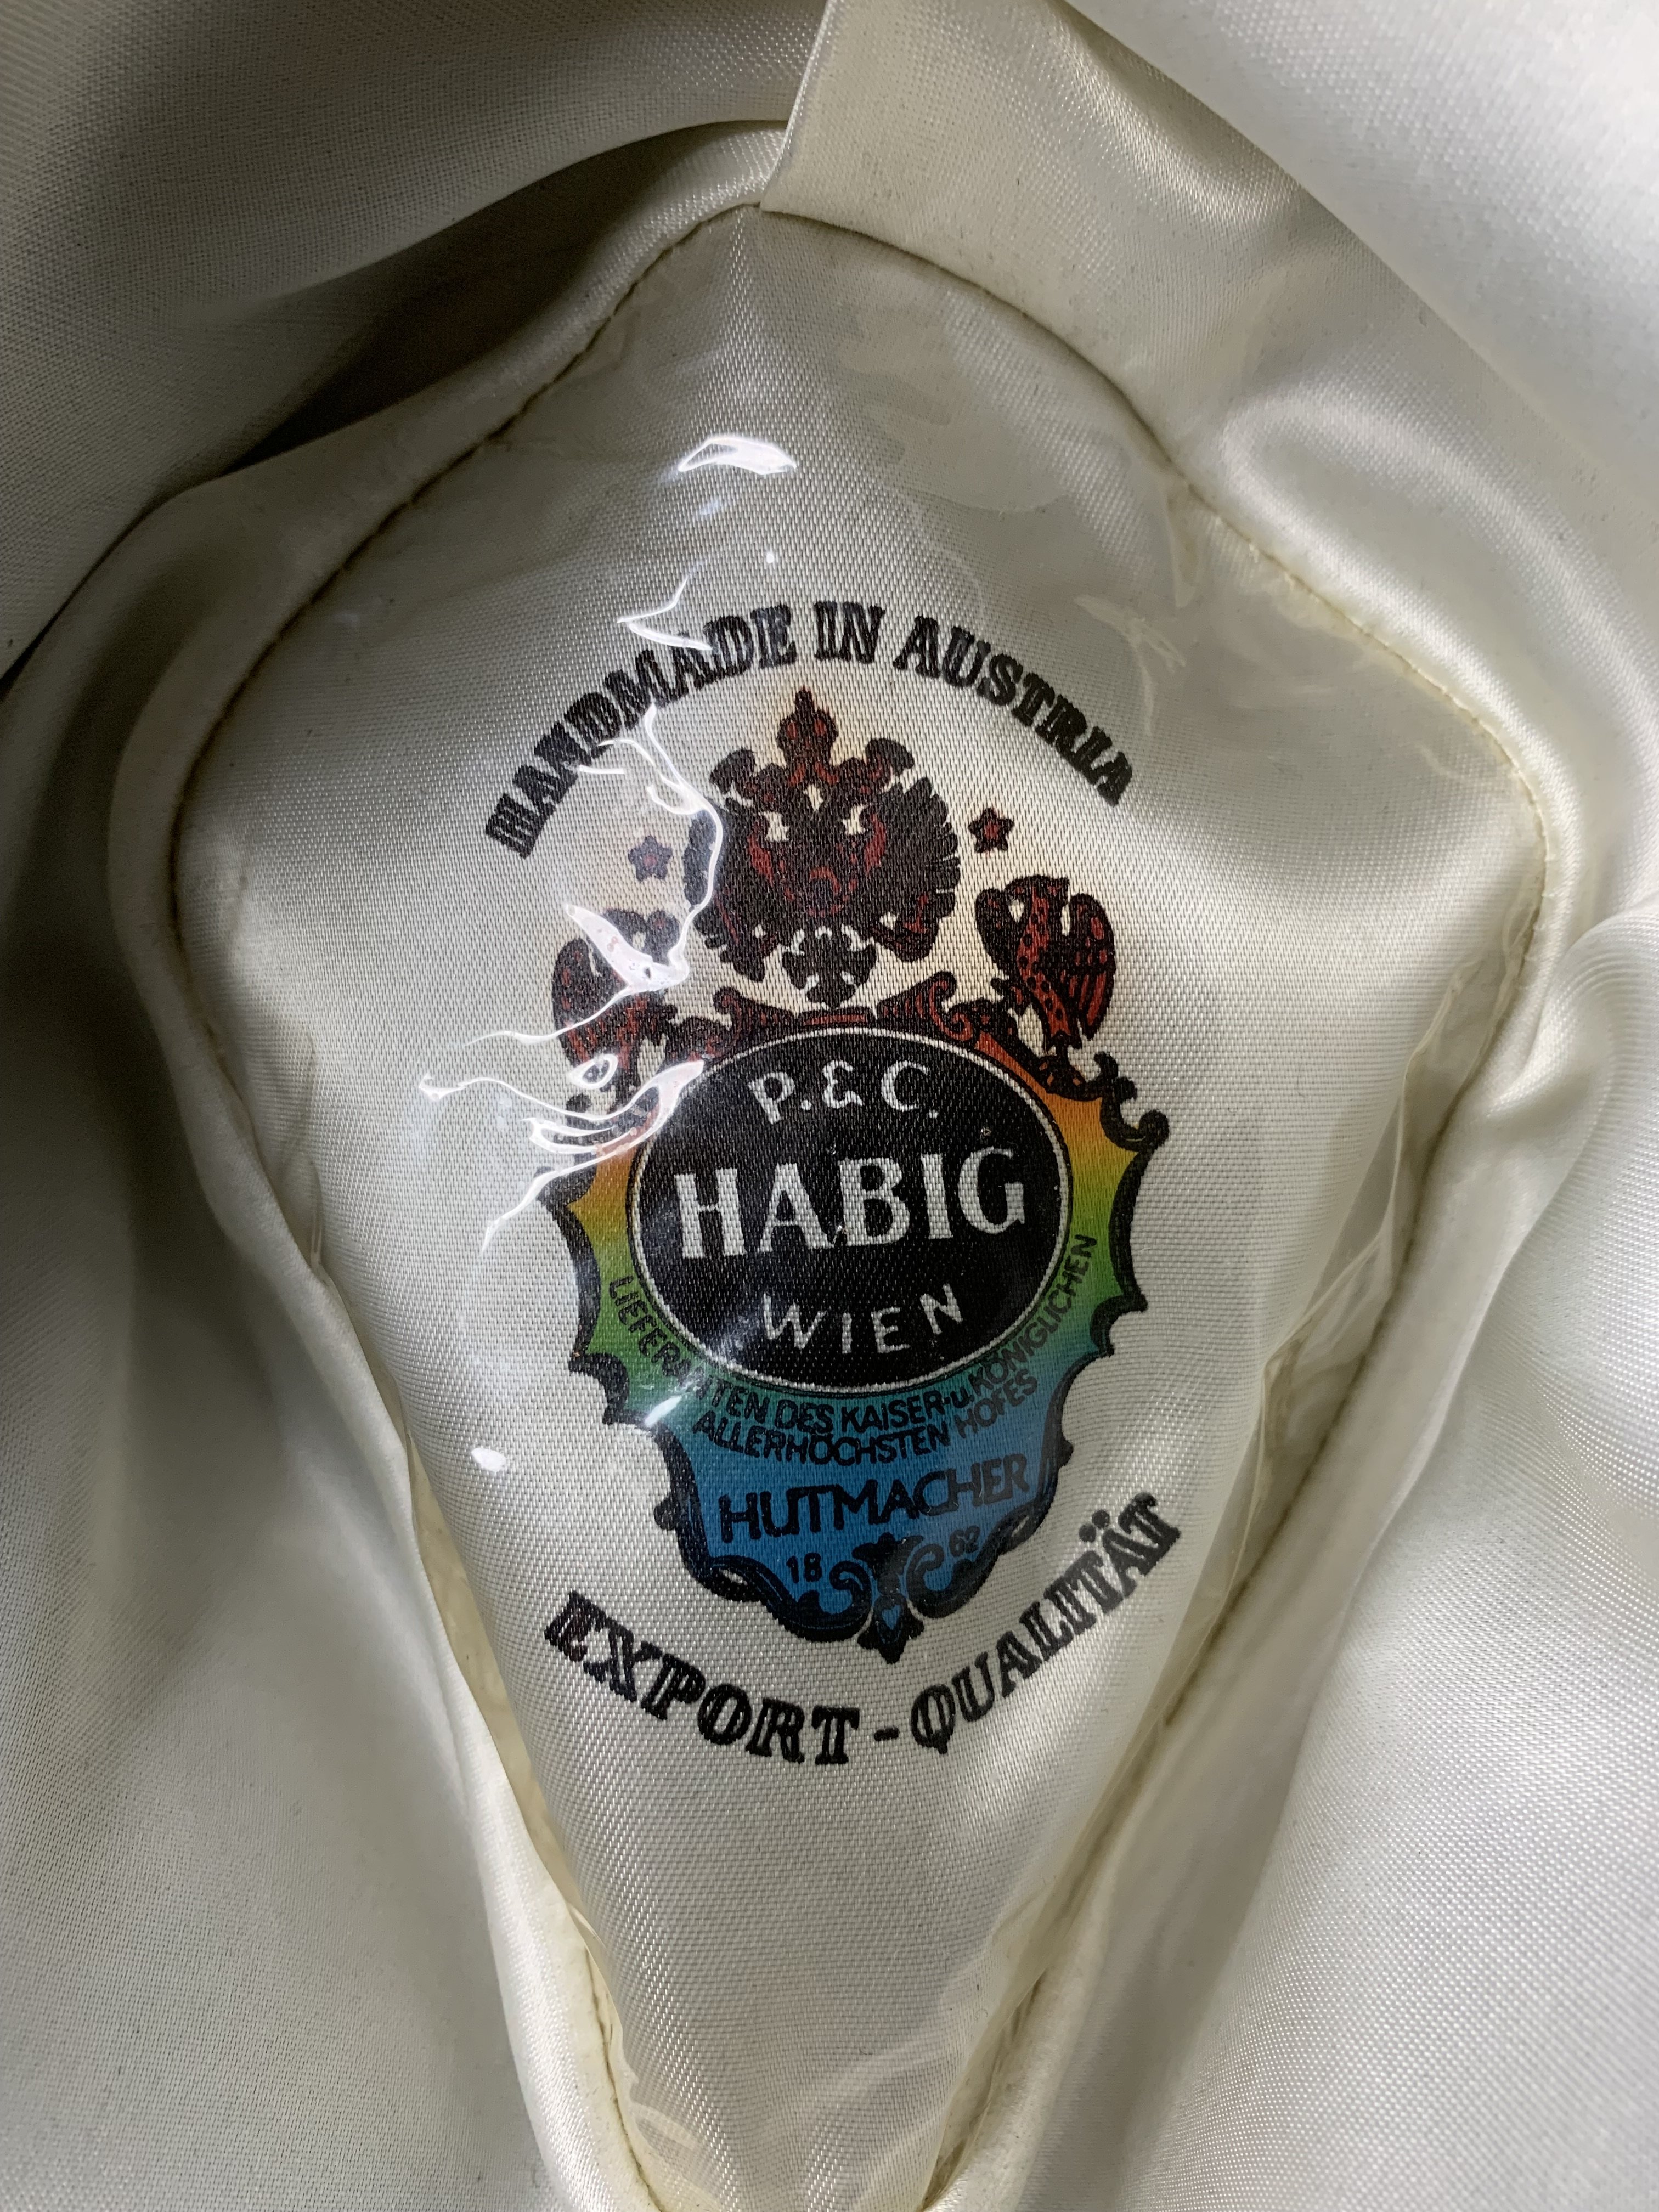 HANDMADE IN AUSTRIA
P. & C.
HABIG
WIEN
LIEFERANTEN DES KAISER-u. KÖNIGLICHEN
ALLERHÖCHSTEN HOFES
HUTMACHER
18 62
EXPORT-QUALITÄT